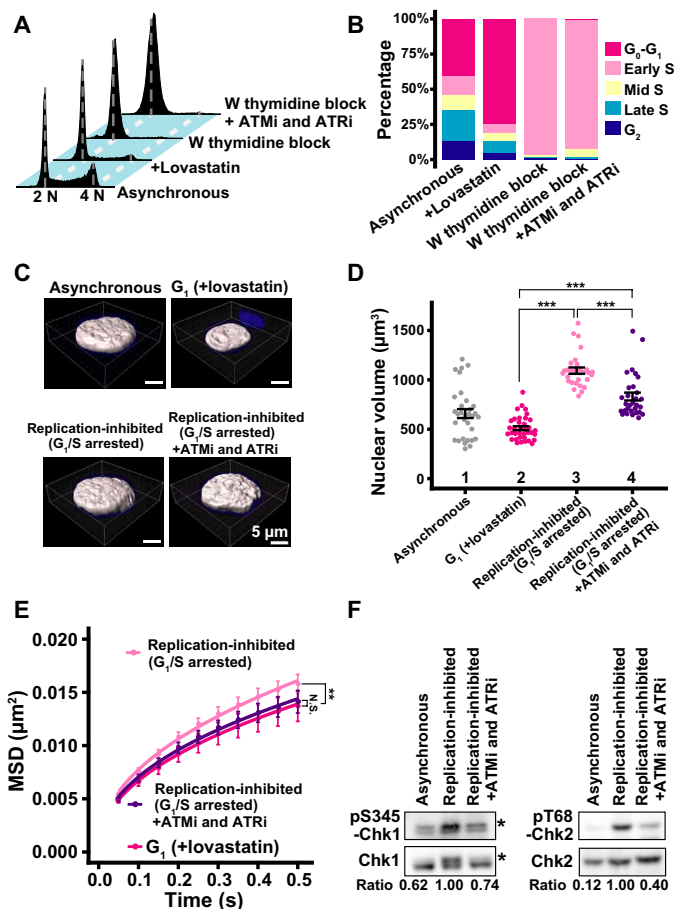 A
W thymidine block
+ ATMi and ATRi
W thymidine block
+Lovastatin
2 N
4 N
Asynchronous
B
Percentage
100%
75%
50%
25%
0%
G0-G1
Early S
Mid S
Late S
G2
Asynchronous
+Lovastatin
W thymidine block
W thymidine block
+ATMi and ATRi
C
Asynchronous
G1 (+lovastatin)
Replication-inhibited
(G1/S arrested)
Replication-inhibited
(G1/S arrested)
+ATMi and ATRi
5 μm
D
Nuclear volume (μm³)
1500
1000
500
0
***
***
***
1
2
3
4
Asynchronous
G1 (+lovastatin)
Replication-inhibited
(G1/S arrested)
Replication-inhibited
(G1/S arrested)
+ATMi and ATRi
E
MSD (μm²)
0.020
0.015
0.010
0.005
0.000
Replication-inhibited
(G1/S arrested)
**
N.S.
Replication-inhibited
(G1/S arrested)
+ATMi and ATRi
G1 (+lovastatin)
0.0 0.1 0.2 0.3 0.4 0.5
Time (s)
F
Asynchronous
Replication-inhibited
Replication-inhibited
+ATMi and ATRi
pS345
-Chk1
*
Chk1
*
Ratio 0.62 1.00 0.74
Asynchronous
Replication-inhibited
Replication-inhibited
+ATMi and ATRi
pT68
-Chk2
Chk2
Ratio 0.12 1.00 0.40